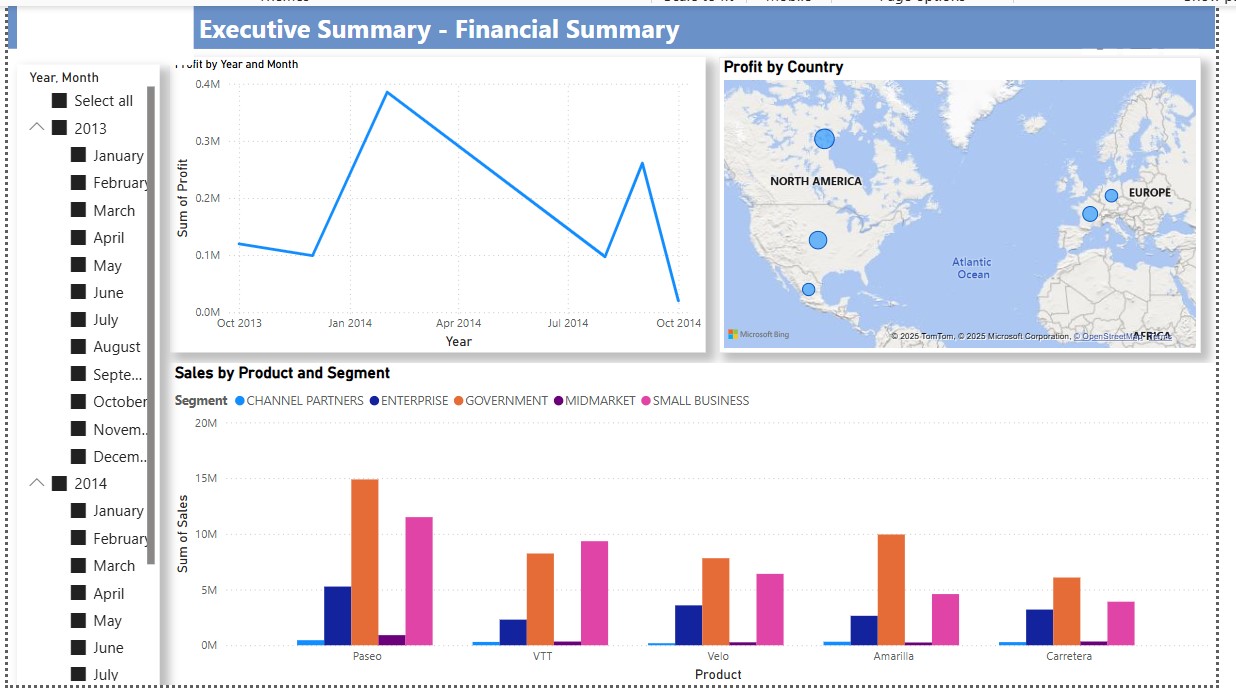 Executive Summary - Financial Summary
Year, Month
Select all
2013
January
February
March
April
May
June
July
August
Septe...
October
Novem...
Decem...
2014
January
February
March
April
May
June
July
Profit by Year and Month
0.4M
0.3M
0.2M
0.1M
0.0M
Sum of Profit
Oct 2013 Jan 2014 Apr 2014 Jul 2014 Oct 2014
Year
Profit by Country
NORTH AMERICA
EUROPE
Atlantic
Ocean
AFRICA
Microsoft Bing
© 2025 TomTom, © 2025 Microsoft Corporation, © OpenStreetMap
Sales by Product and Segment
Segment CHANNEL PARTNERS ENTERPRISE GOVERNMENT MIDMARKET SMALL BUSINESS
20M
15M
10M
5M
0M
Sum of Sales
Paseo VTT Velo Amarilla Carretera
Product